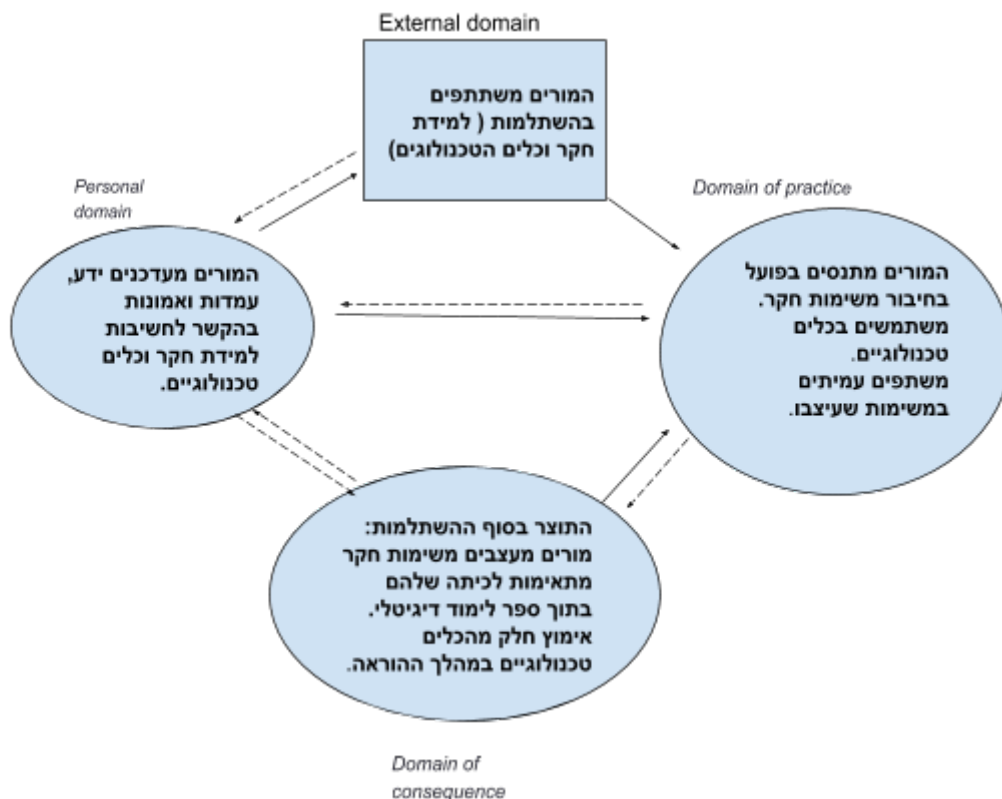 External domain
המורים משתתפים
בהשתלמות ( למידת
חקר וכלים הטכנולוגים)
Personal
domain
Domain of practice
המורים מעדכנים ידע,
עמדות ואמונות
בהקשר לחשיבות
למידת חקר וכלים
טכנולוגיים.
המורים מתנסים בפועל
בחיבור משימות חקר.
משתמשים בכלים
טכנולוגיים.
משתפים עמיתים
במשימות שעיצבו.
התוצר בסוף ההשתלמות:
מורים מעצבים משימות חקר
מתאימות לכיתה שלהם
בתוך ספר לימוד דיגיטלי.
אימוץ חלק מהכלים
טכנולוגיים במהלך ההוראה.
Domain of
consequence